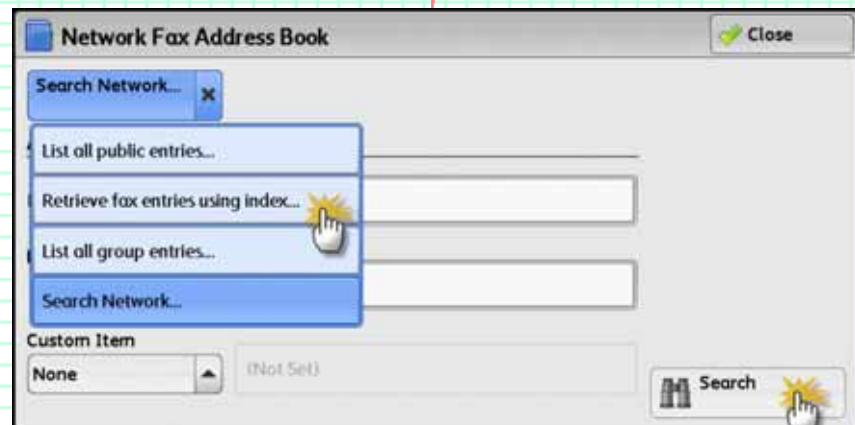 Network Fax Address Book
Close
Search Network...
List all public entries...
Retrieve fax entries using index...
List all group entries...
Search Network...
Custom Item
None
(Not Set)
Search